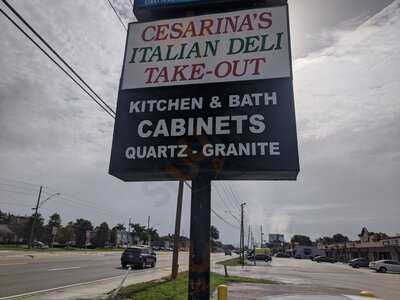 CESARINA'S
ITALIAN DELI
TAKE-OUT
KITCHEN & BATH
CABINETS
QUARTZ - GRANITE